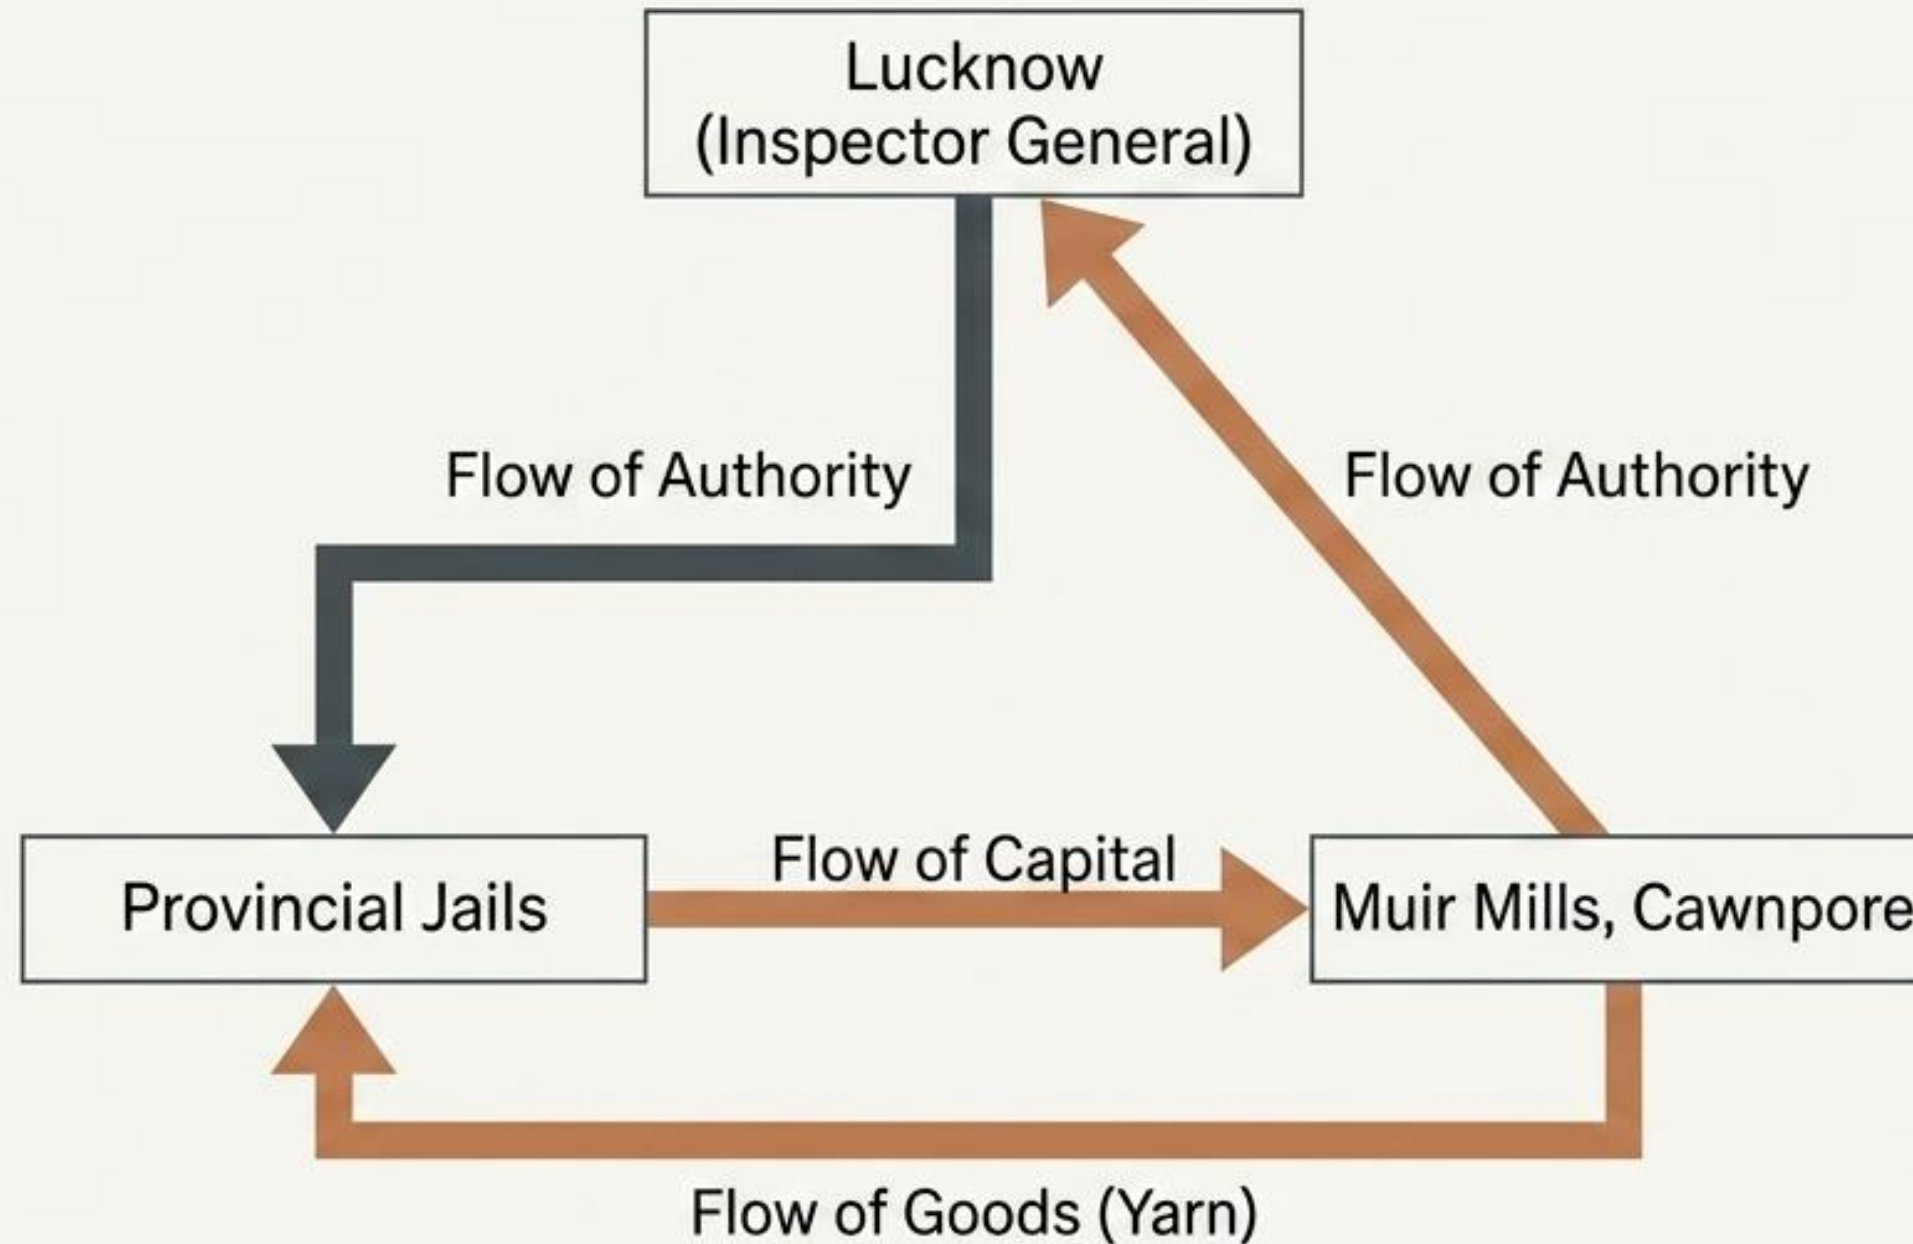 Lucknow
(Inspector General)
Flow of Authority
Flow of Authority
Flow of Capital
Provincial Jails
Muir Mills, Cawnpore
Flow of Goods (Yarn)